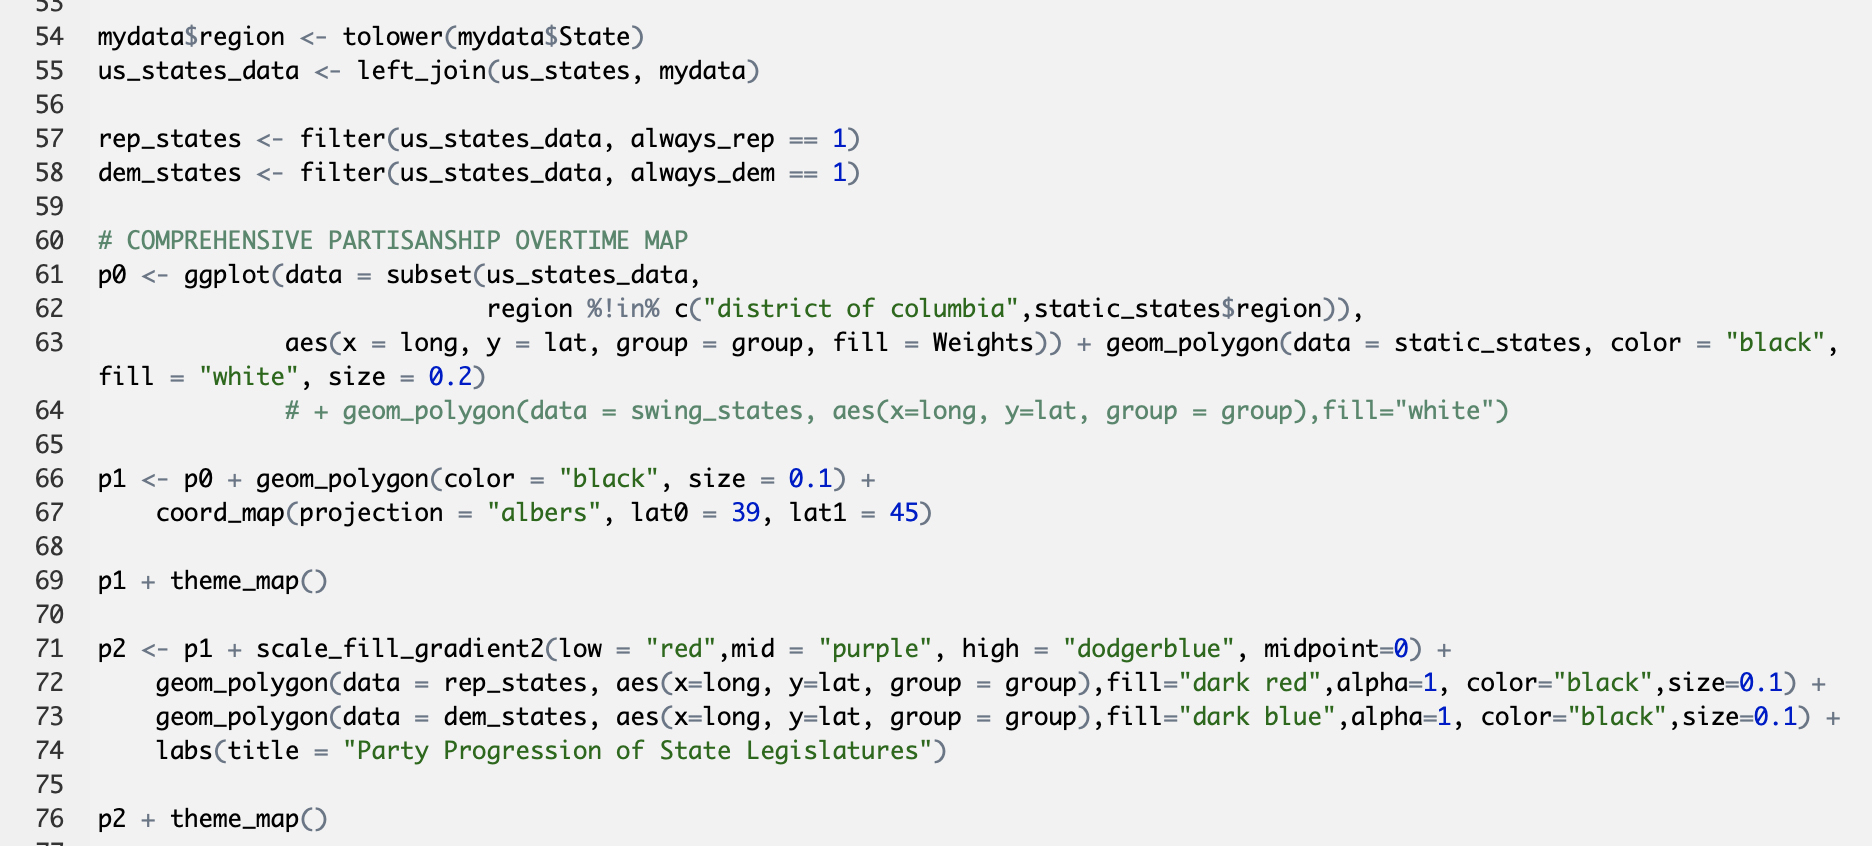 53
54 mydata$region <- tolower(mydata$State)
55 us_states_data <- left_join(us_states, mydata)
56
57 rep_states <- filter(us_states_data, always_rep == 1)
58 dem_states <- filter(us_states_data, always_dem == 1)
59
60 # COMPREHENSIVE PARTISANSHIP OVERTIME MAP
61 p0 <- ggplot(data = subset(us_states_data,
62                            region %!in% c("district of columbia",static_states$region)),
63              aes(x = long, y = lat, group = group, fill = Weights)) + geom_polygon(data = static_states, color = "black",
fill = "white", size = 0.2)
64              # + geom_polygon(data = swing_states, aes(x=long, y=lat, group = group),fill="white")
65
66 p1 <- p0 + geom_polygon(color = "black", size = 0.1) +
67     coord_map(projection = "albers", lat0 = 39, lat1 = 45)
68
69 p1 + theme_map()
70
71 p2 <- p1 + scale_fill_gradient2(low = "red",mid = "purple", high = "dodgerblue", midpoint=0) +
72     geom_polygon(data = rep_states, aes(x=long, y=lat, group = group),fill="dark red",alpha=1, color="black",size=0.1) +
73     geom_polygon(data = dem_states, aes(x=long, y=lat, group = group),fill="dark blue",alpha=1, color="black",size=0.1) +
74     labs(title = "Party Progression of State Legislatures")
75
76 p2 + theme_map()
77